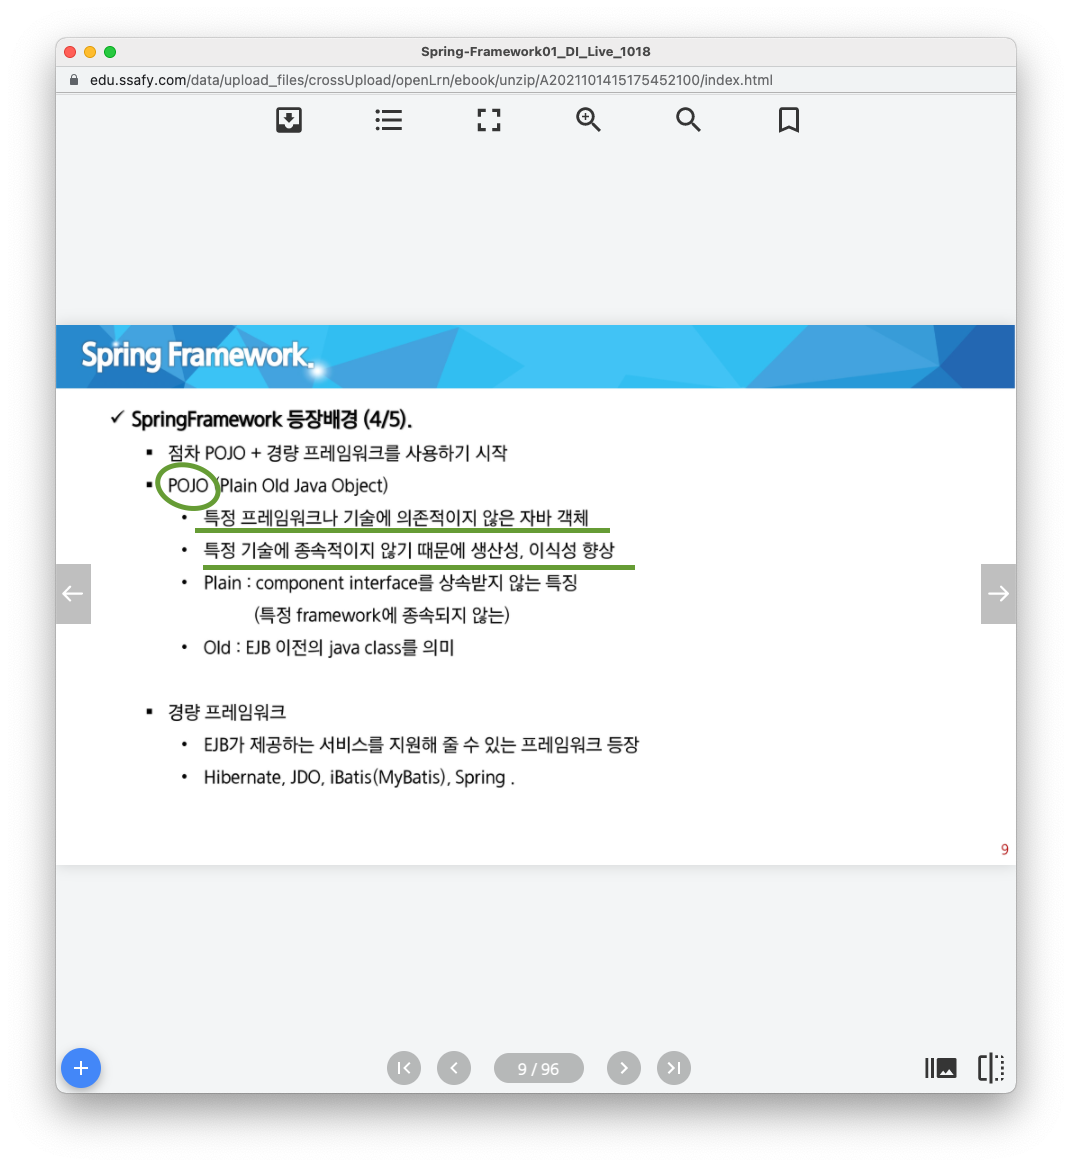 Spring-Framework01_DI_Live_1018
edu.ssafy.com/data/upload_files/crossUpload/openLrn/ebook/unzip/A2021101415175452100/index.html
Spring Framework.
✓ SpringFramework 등장배경 (4/5).
▪ 점차 POJO + 경량 프레임워크를 사용하기 시작
▪ POJO (Plain Old Java Object)
• 특정 프레임워크나 기술에 의존적이지 않은 자바 객체
• 특정 기술에 종속적이지 않기 때문에 생산성, 이식성 향상
• Plain : component interface를 상속받지 않는 특징
(특정 framework에 종속되지 않는)
• Old : EJB 이전의 java class를 의미
▪ 경량 프레임워크
• EJB가 제공하는 서비스를 지원해 줄 수 있는 프레임워크 등장
• Hibernate, JDO, iBatis(MyBatis), Spring .
9
9 / 96